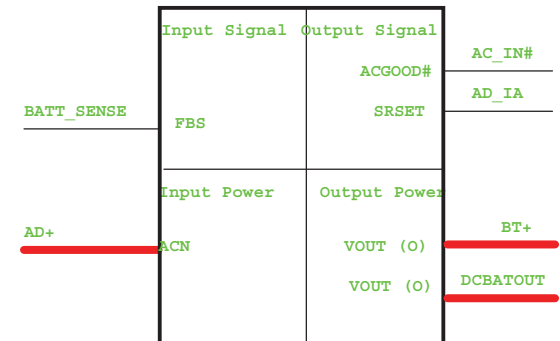 Input Signal Output Signal
AC_IN#
ACGOOD#
AD_IA
BATT_SENSE
SRSET
FBS
Input Power Output Power
AD+
BT+
ACN
VOUT (O)
DCBATOUT
VOUT (O)